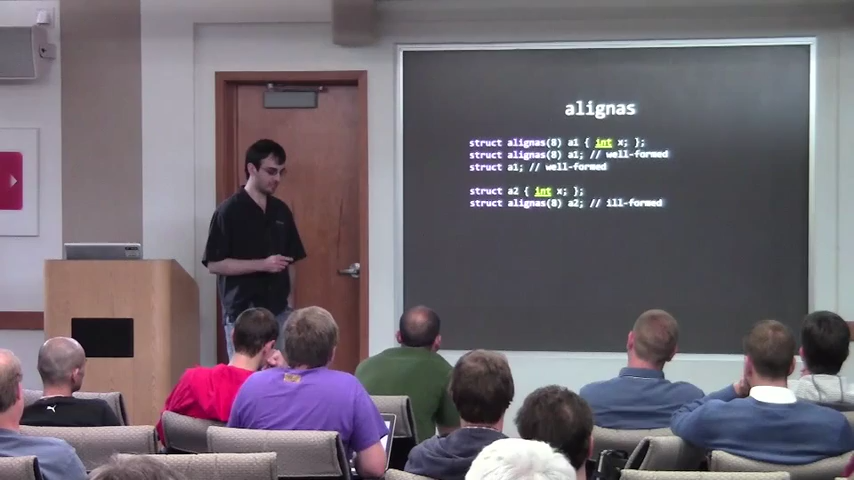 alignas
struct alignas(8) a1 { int x; };
struct alignas(8) a1; // well-formed
struct a1; // well-formed
struct a2 { int x; };
struct alignas(8) a2; // ill-formed